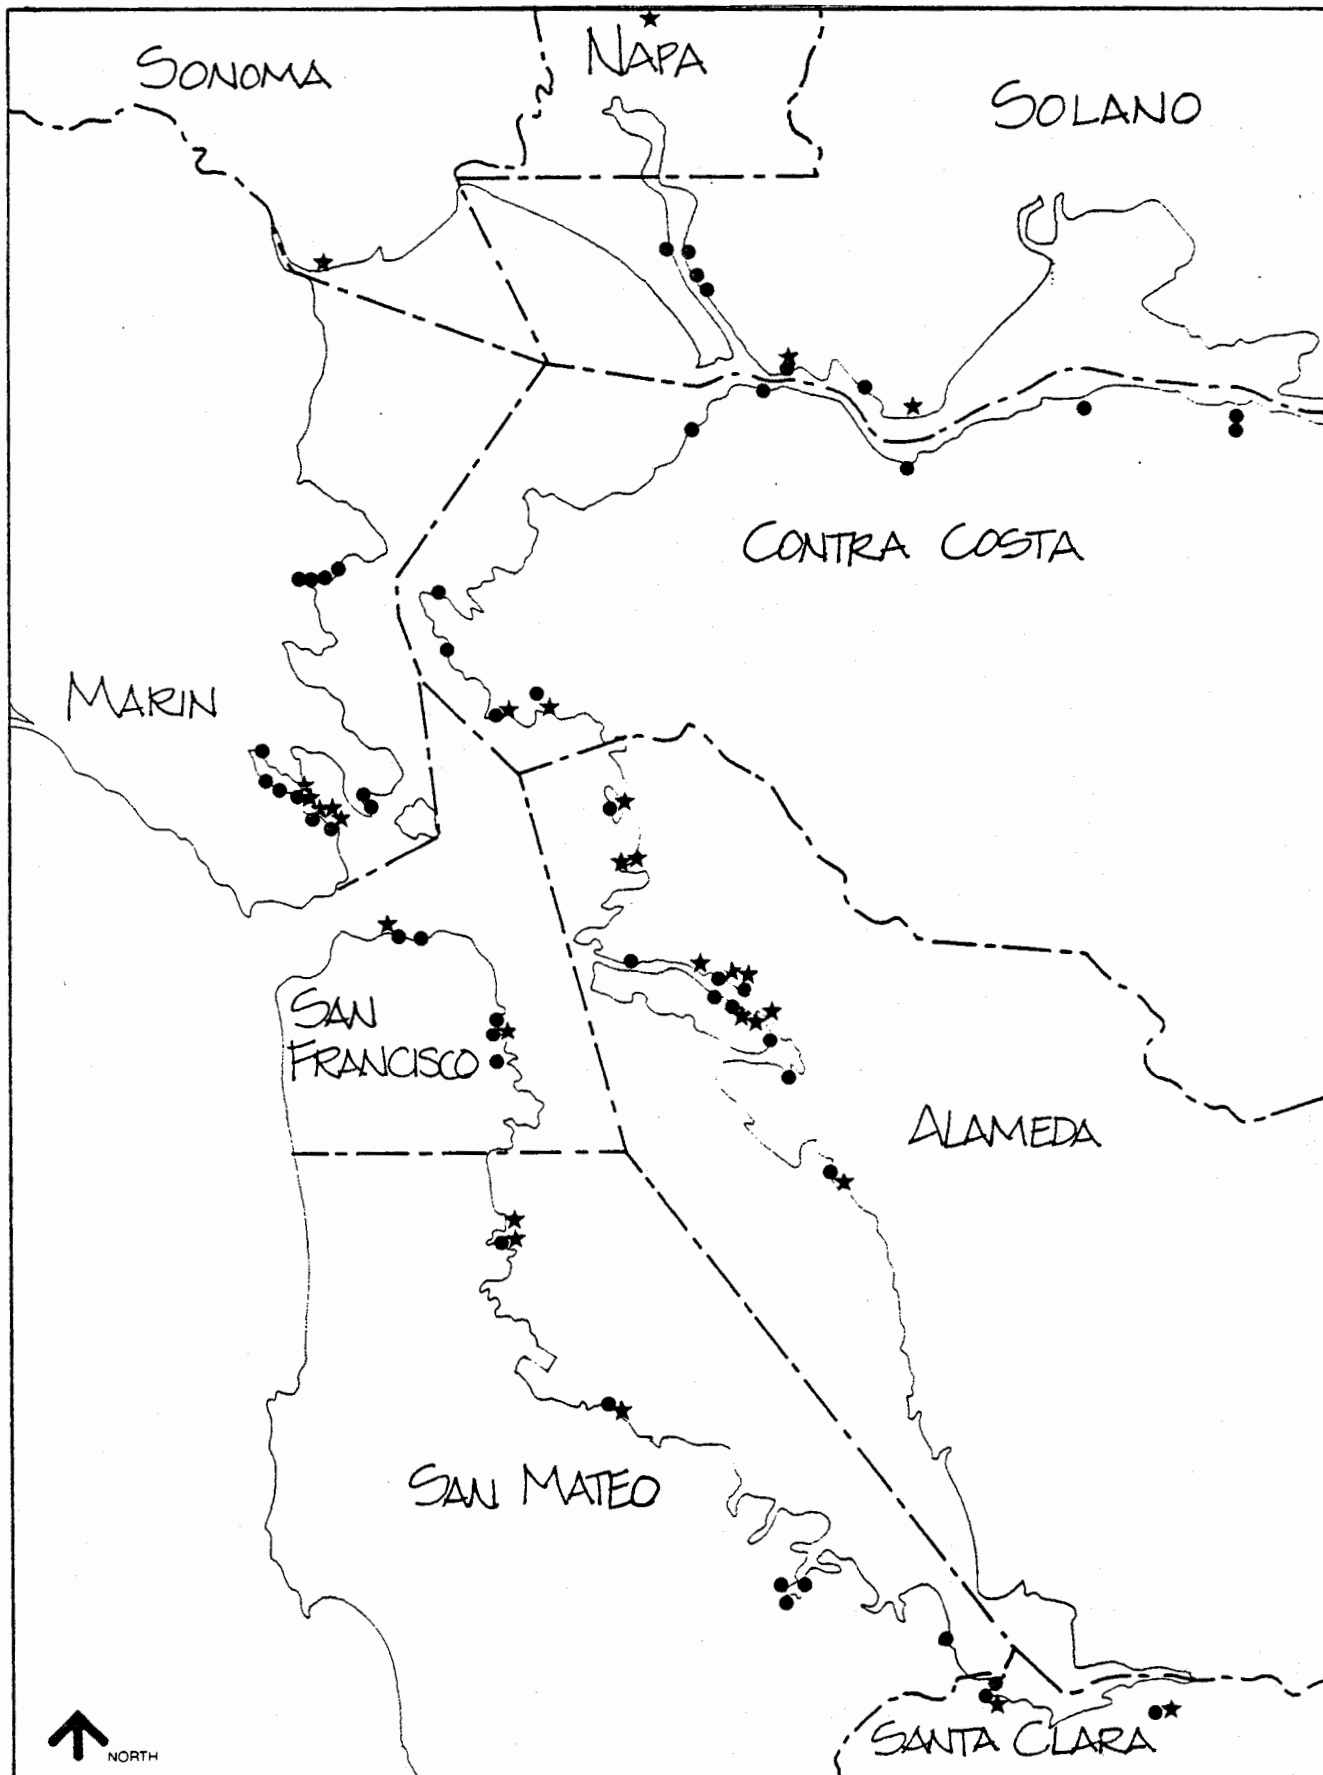 NAPA
SONOMA
SOLANO
CONTRA COSTA
MARIN
SAN
FRANCISCO
ALAMEDA
SAN MATEO
SANTA CLARA
NORTH